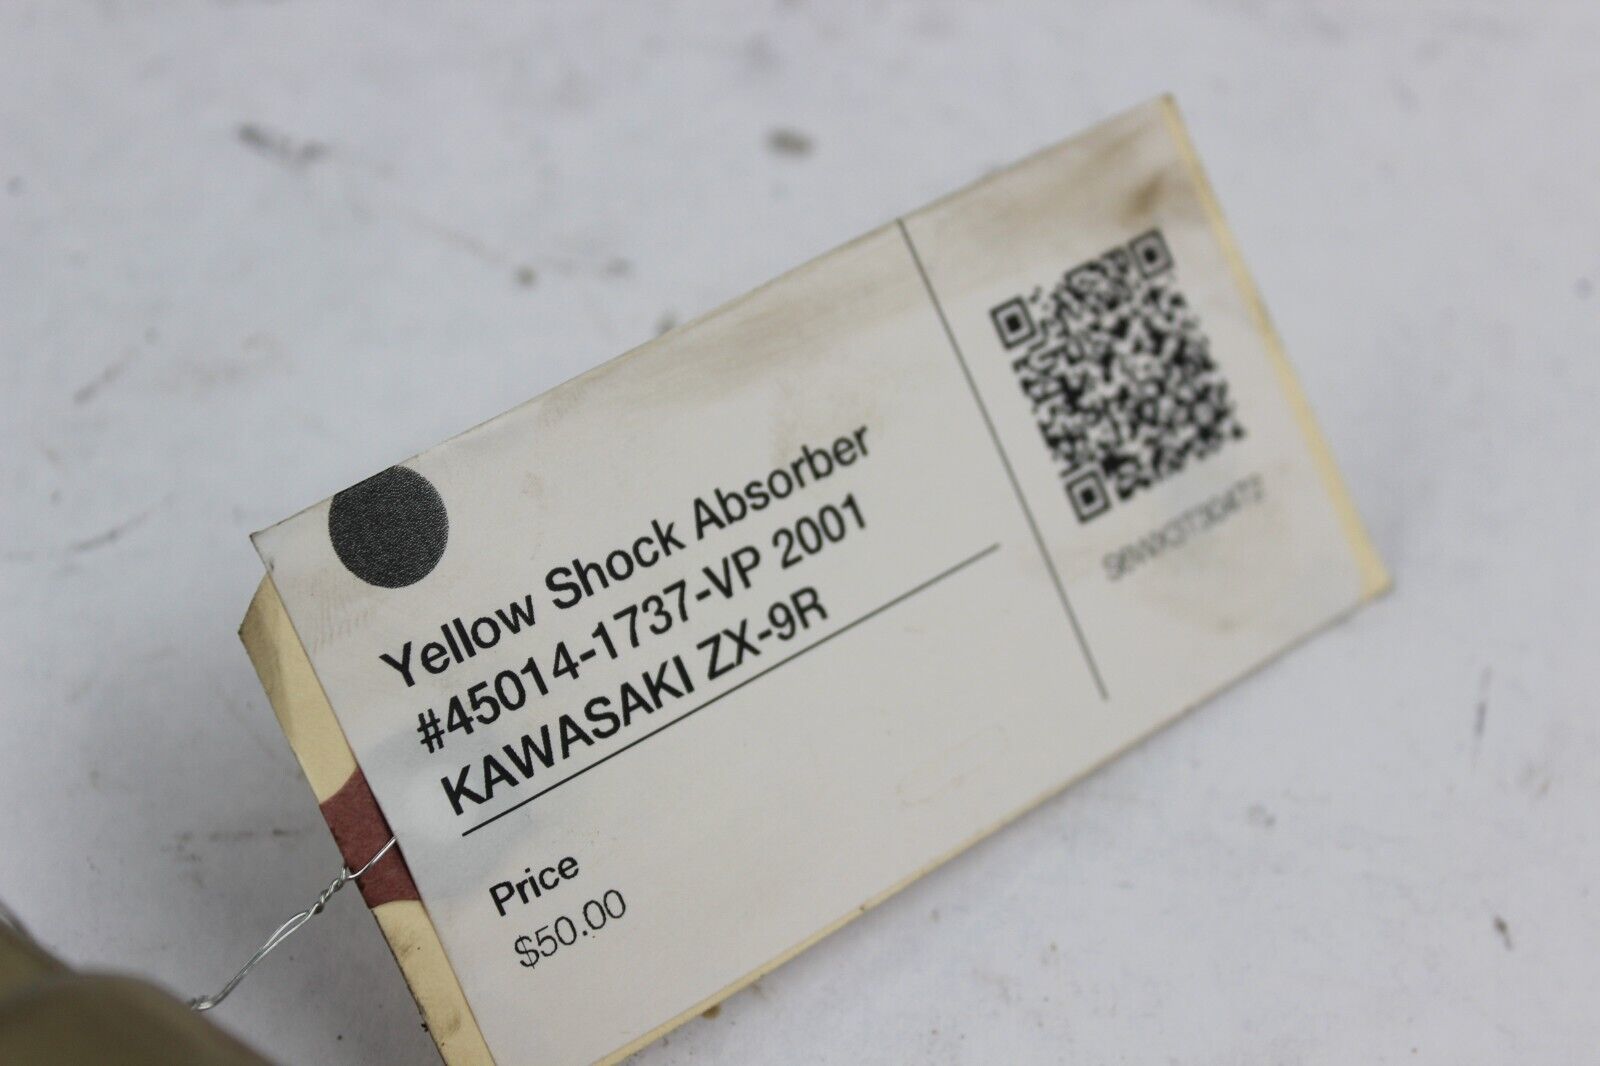 Yellow Shock Absorber
#45014-1737-VP 2001
KAWASAKI ZX-9R
Price
$50.00